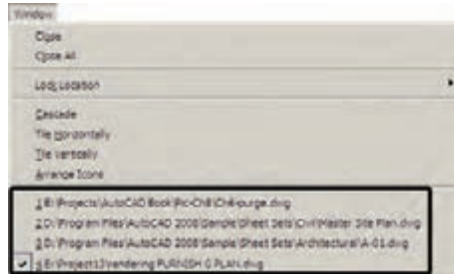 Window
Close
Close All
Lock Location
Cascade
Tile Horizontally
Tile Vertically
Arrange Icons
1 E:\Projects\AutoCAD Book\Pic-Ch8\Ch8-purge.dwg
2 D:\Program Files\AutoCAD 2008\Sample\Sheet Sets\Civil\Master Site Plan.dwg
3 D:\Program Files\AutoCAD 2008\Sample\Sheet Sets\Architectural\A-01.dwg
4 E:\Project13\randering FURNISH G PLAN.dwg